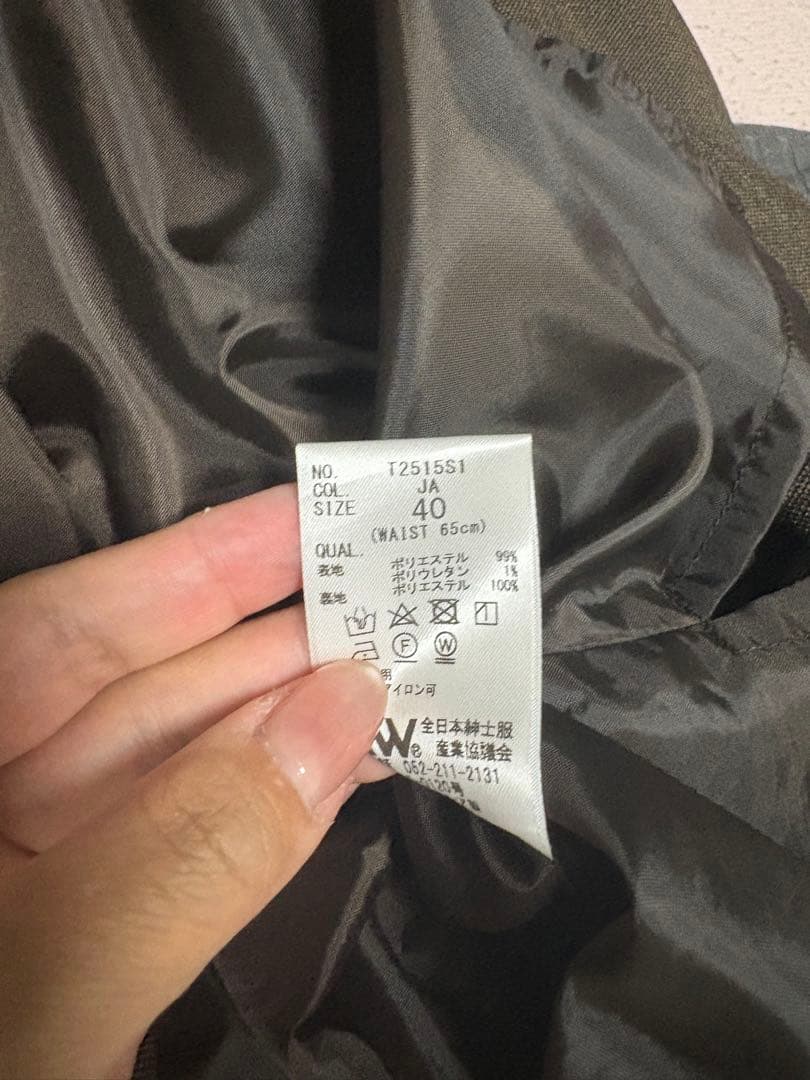 NO. T2515S1
COL. JA
SIZE 40
(WAIST 65cm)
QUAL.
表地 ポリエステル 99%
ポリウレタン 1%
裏地 ポリエステル 100%
F W
アイロン可
W 全日本紳士服
産業協議会
052-211-2131